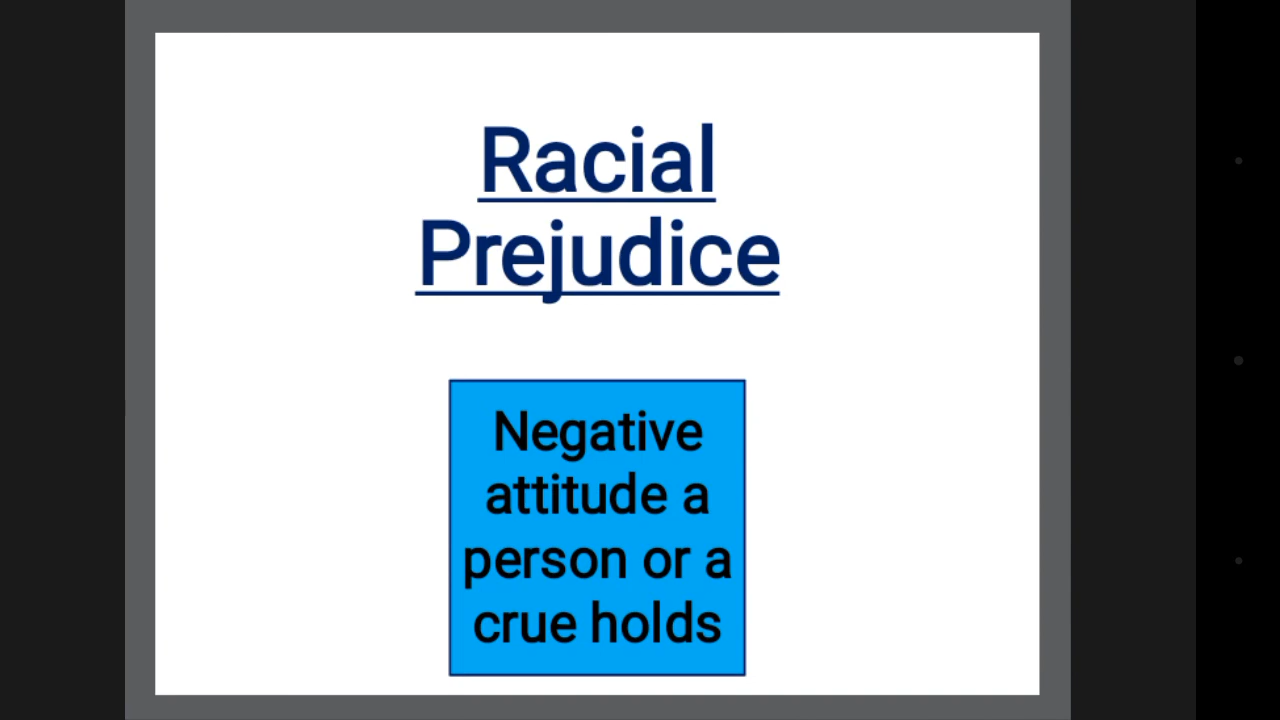 Racial
Prejudice
Negative
attitude a
person or a
crue holds